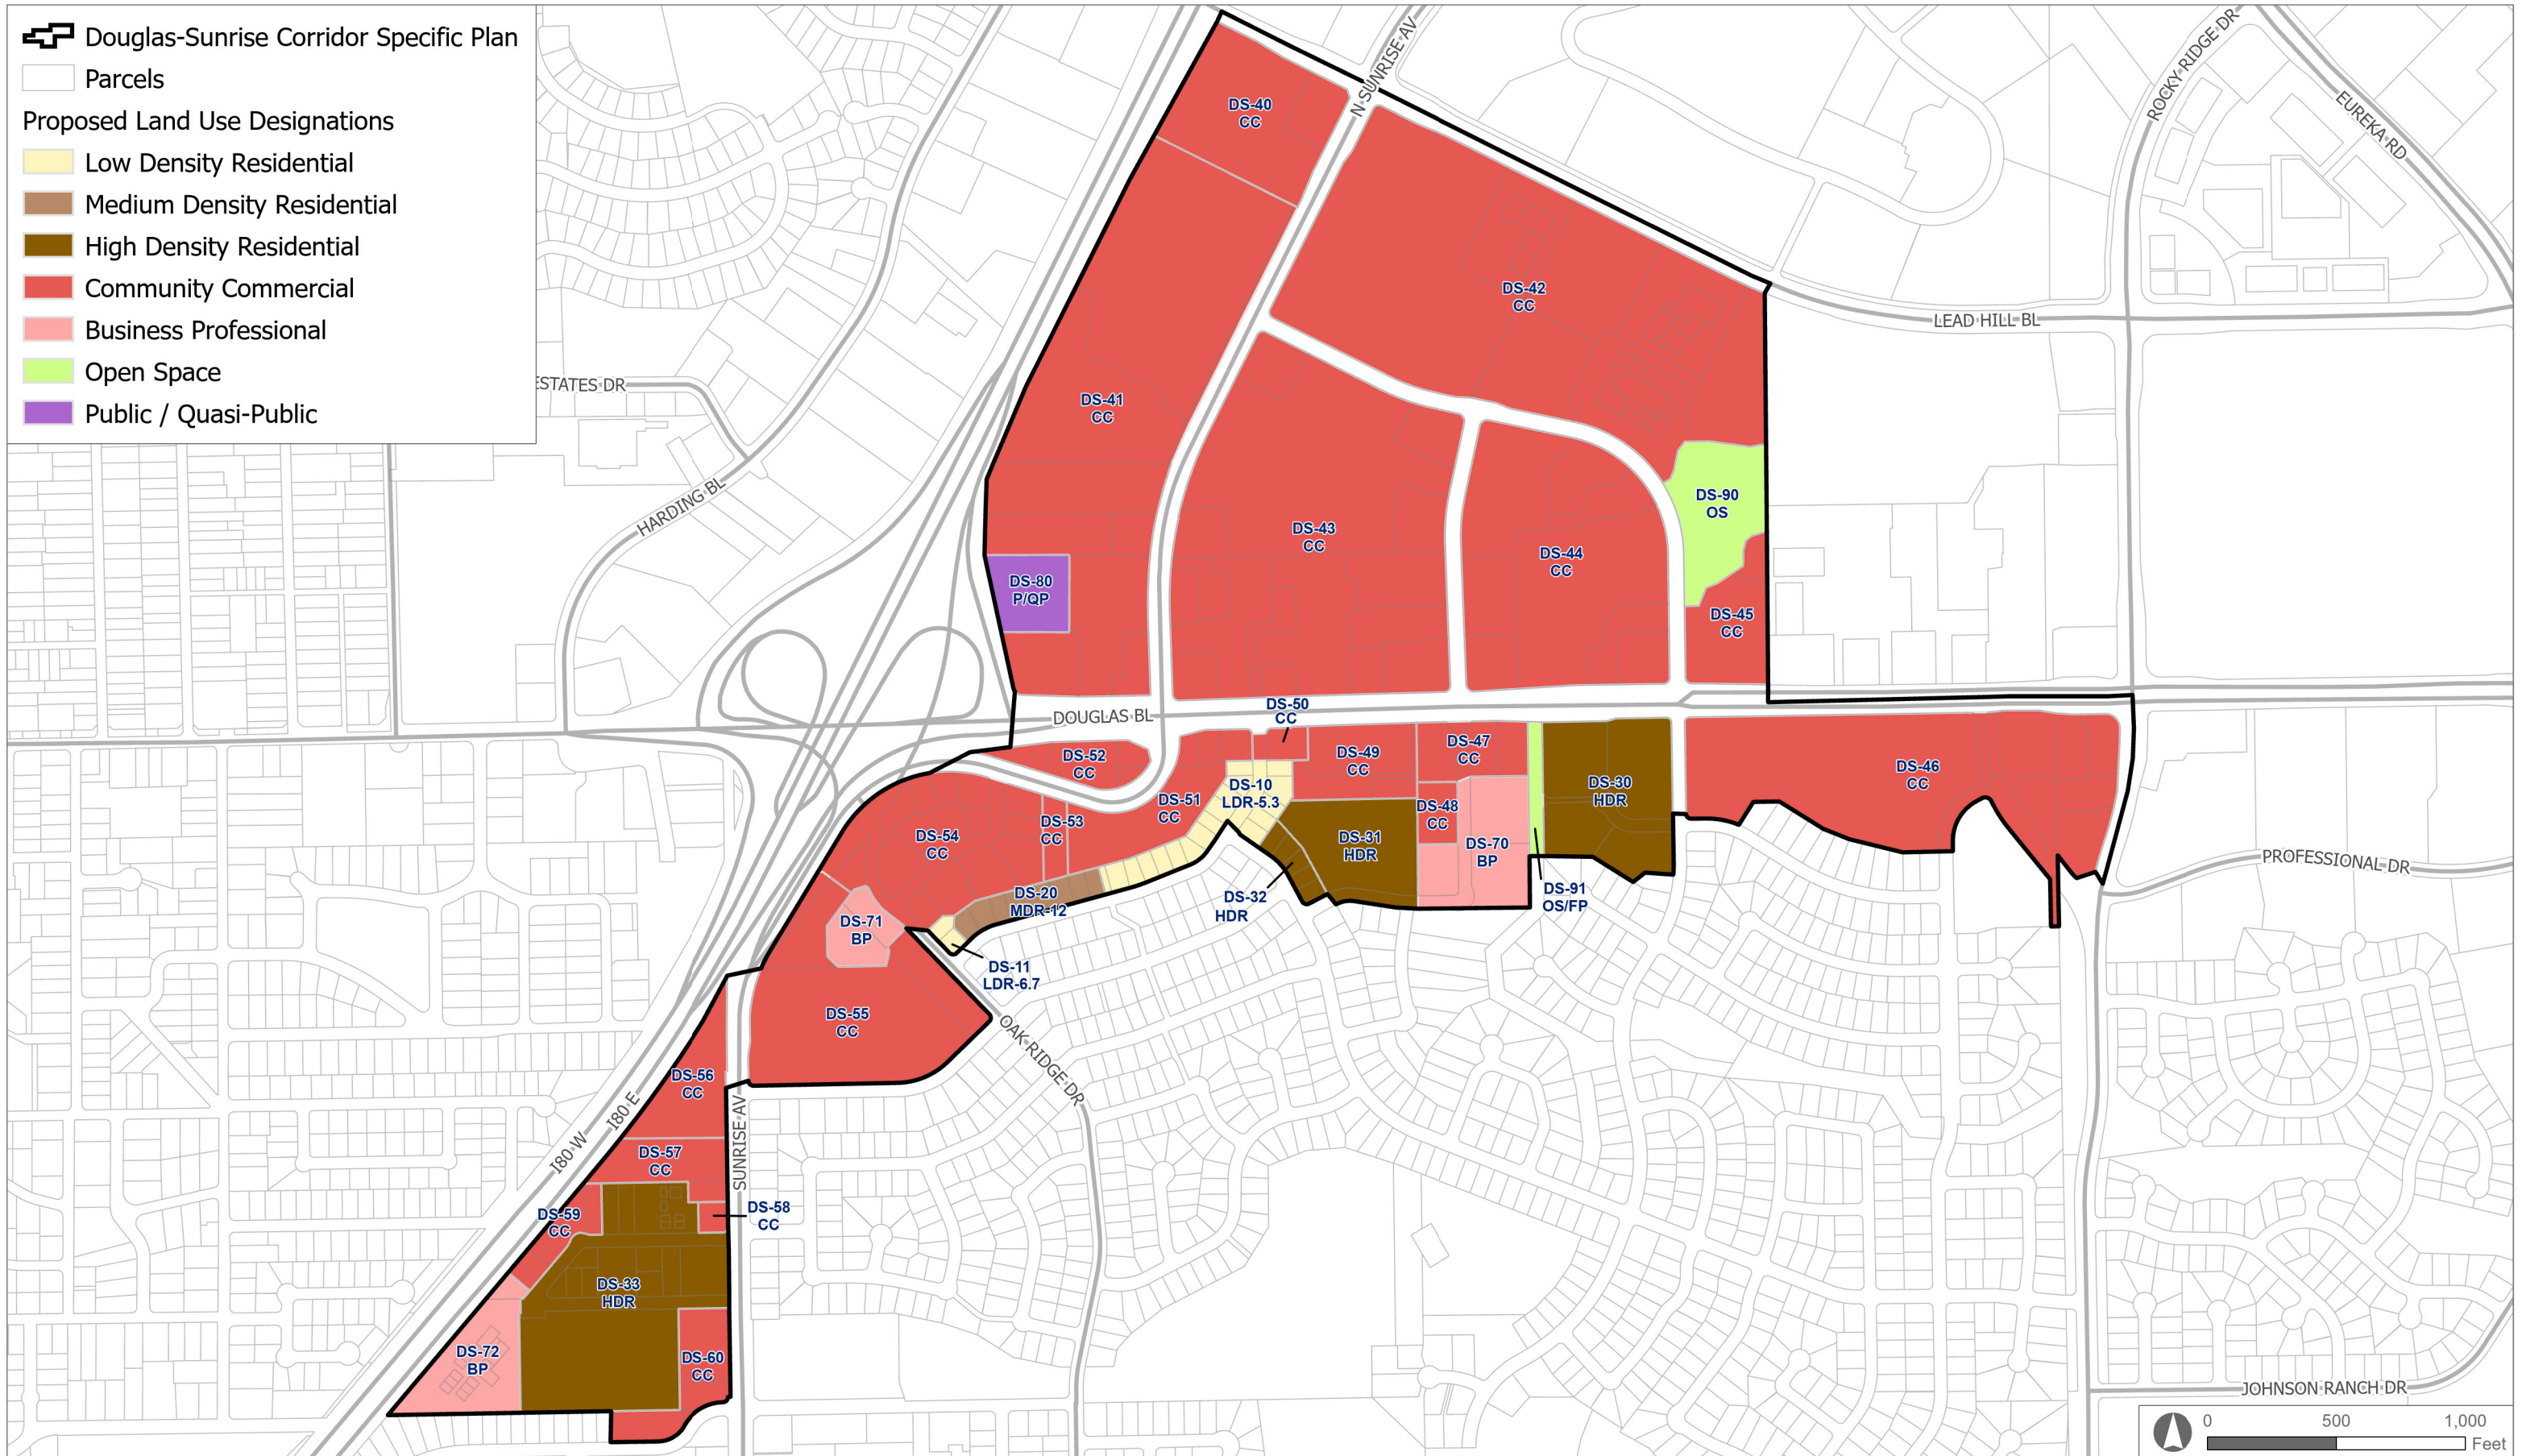 Douglas-Sunrise Corridor Specific Plan
Parcels
Proposed Land Use Designations
Low Density Residential
Medium Density Residential
High Density Residential
Community Commercial
Business Professional
Open Space
Public / Quasi-Public
N SUNRISE AV
ROCKY RIDGE DR
EUREKA RD
DS-40
CC
DS-42
CC
LEAD HILL BL
ESTATES DR
DS-41
CC
HARDING BL
DS-90
OS
DS-43
CC
DS-44
CC
DS-80
P/QP
DS-45
CC
DOUGLAS BL
DS-50
CC
DS-52
CC
DS-49
CC
DS-47
CC
DS-46
CC
DS-10
LDR-5.3
DS-30
HDR
DS-51
CC
DS-48
CC
DS-53
CC
DS-54
CC
DS-31
HDR
DS-70
BP
PROFESSIONAL DR
DS-20
MDR-12
DS-32
HDR
DS-91
OS/FP
DS-71
BP
DS-11
LDR-6.7
DS-55
CC
OAK RIDGE DR
DS-56
CC
I80 E
I80 W
SUNRISE AV
DS-57
CC
DS-58
CC
DS-59
CC
DS-33
HDR
DS-72
BP
DS-60
CC
JOHNSON RANCH DR
0 500 1,000
Feet